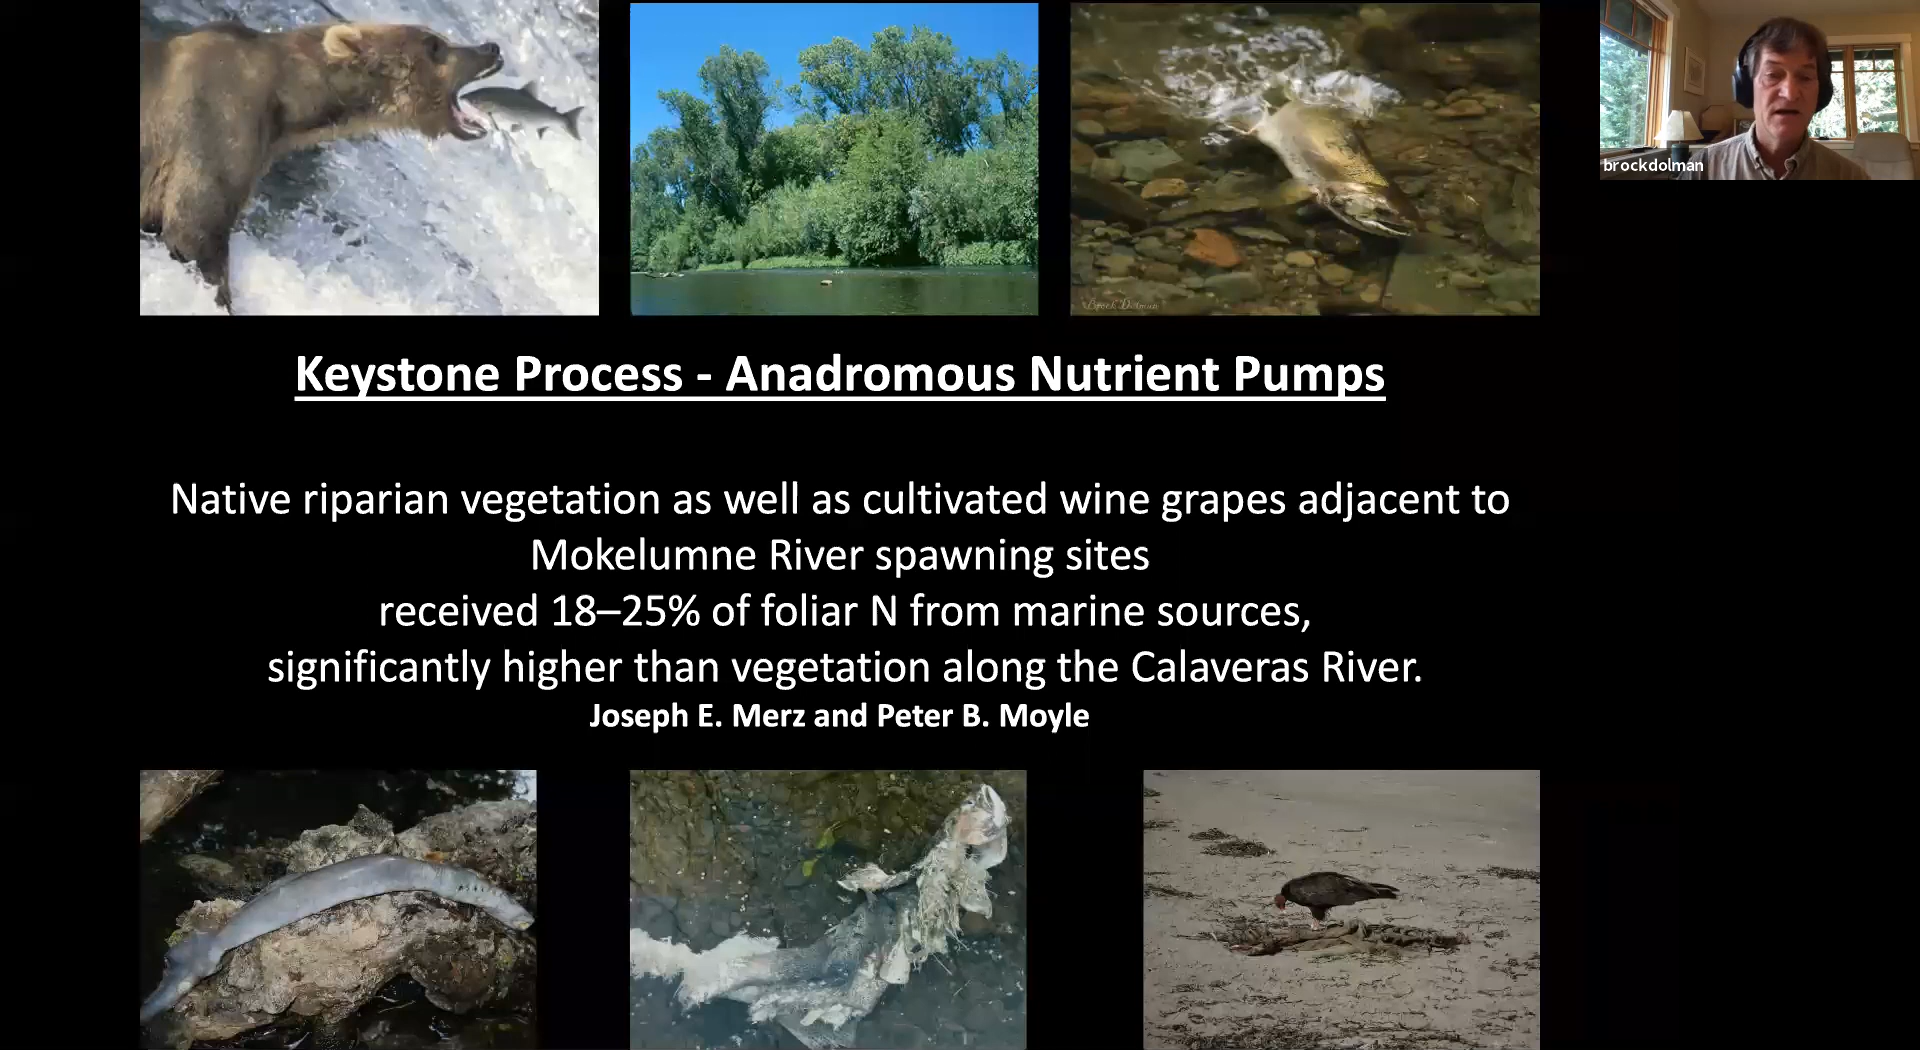 brockdolman
Brock Dolman
Keystone Process - Anadromous Nutrient Pumps
Native riparian vegetation as well as cultivated wine grapes adjacent to
Mokelumne River spawning sites
received 18–25% of foliar N from marine sources,
significantly higher than vegetation along the Calaveras River.
Joseph E. Merz and Peter B. Moyle